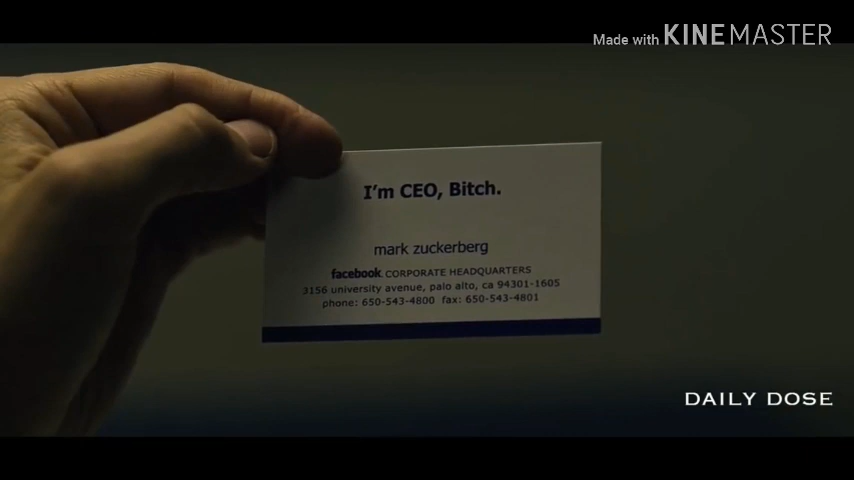 Made with KINEMASTER
I'm CEO, Bitch.
mark zuckerberg
facebook. CORPORATE HEADQUARTERS
3156 university avenue, palo alto, ca 94301-1605
phone: 650-543-4800 fax: 650-543-4801
DAILY DOSE